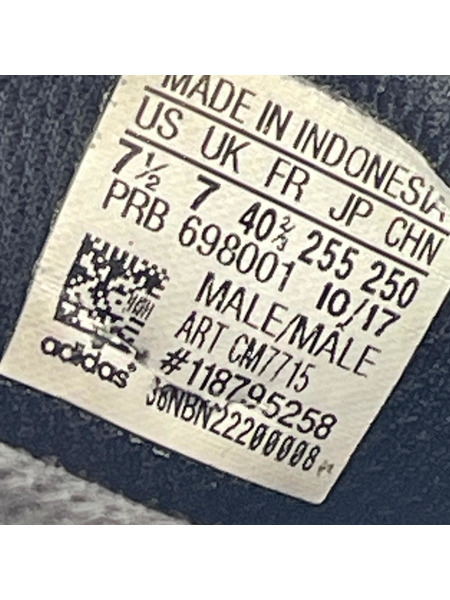 MADE IN INDONESIA
US UK FR JP CHN
7½ 7 40⅔ 255 250
PRB 698001 10/17
MALE/MÂLE
ART CM7715
#118795258
adidas